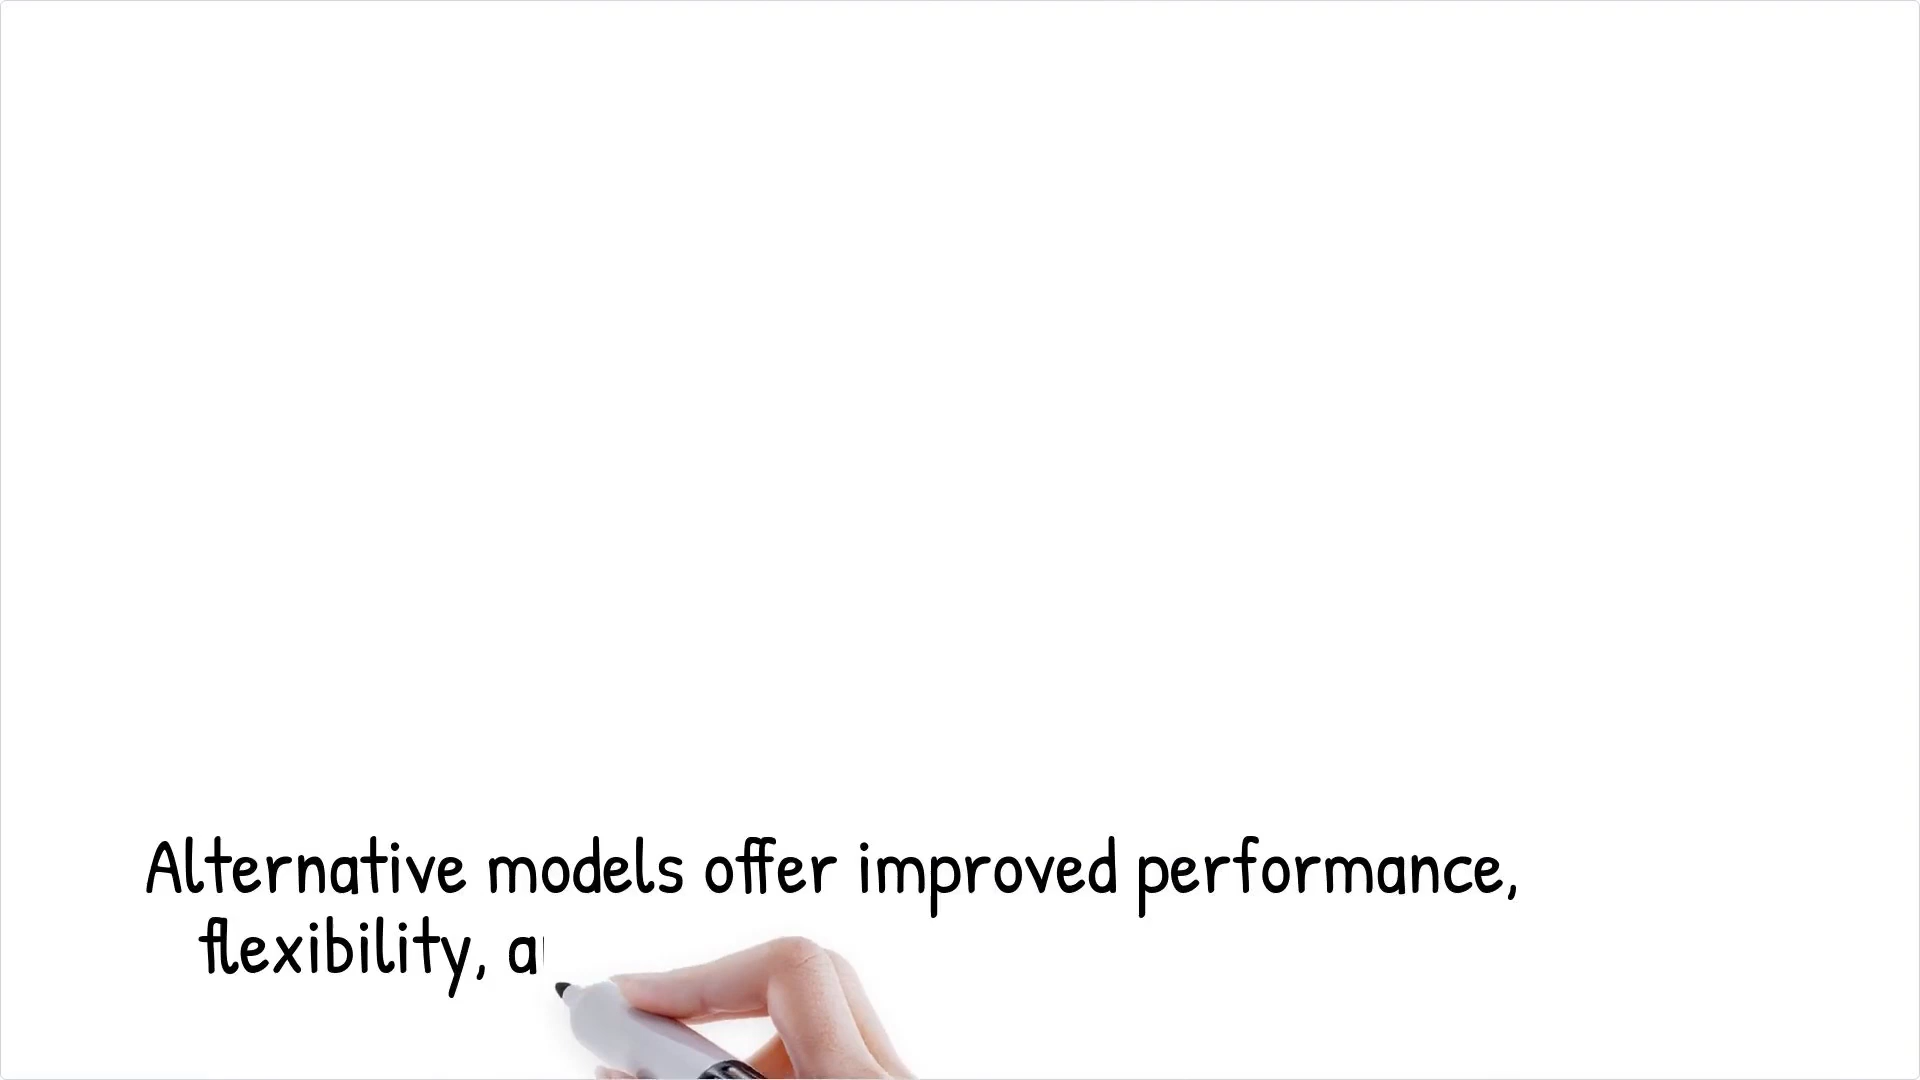 Alternative models offer improved performance,
flexibility,